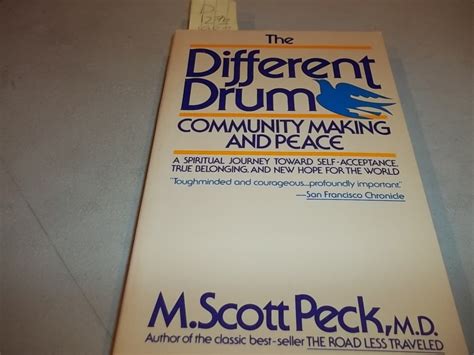 The
Different
Drum
COMMUNITY MAKING
AND PEACE
A SPIRITUAL JOURNEY TOWARD SELF-ACCEPTANCE,
TRUE BELONGING, AND NEW HOPE FOR THE WORLD
"Toughminded and courageous...profoundly important."
—San Francisco Chronicle
M. Scott Peck, M.D.
Author of the classic best-seller THE ROAD LESS TRAVELED